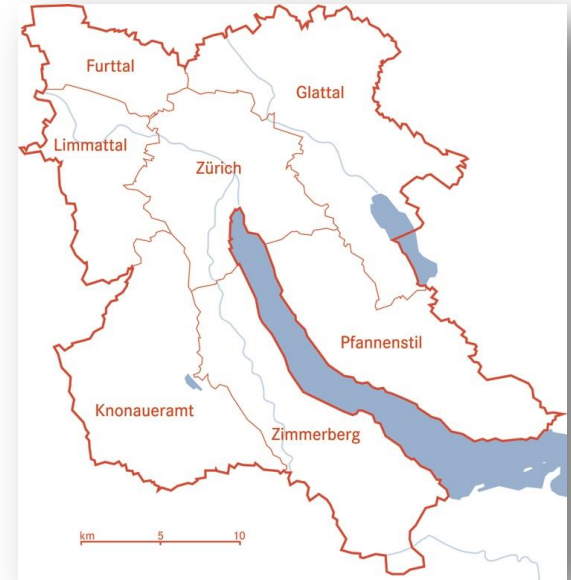 Furttal
Glattal
Limmattal
Zürich
Pfannenstil
Knonaueramt
Zimmerberg
km 5 10